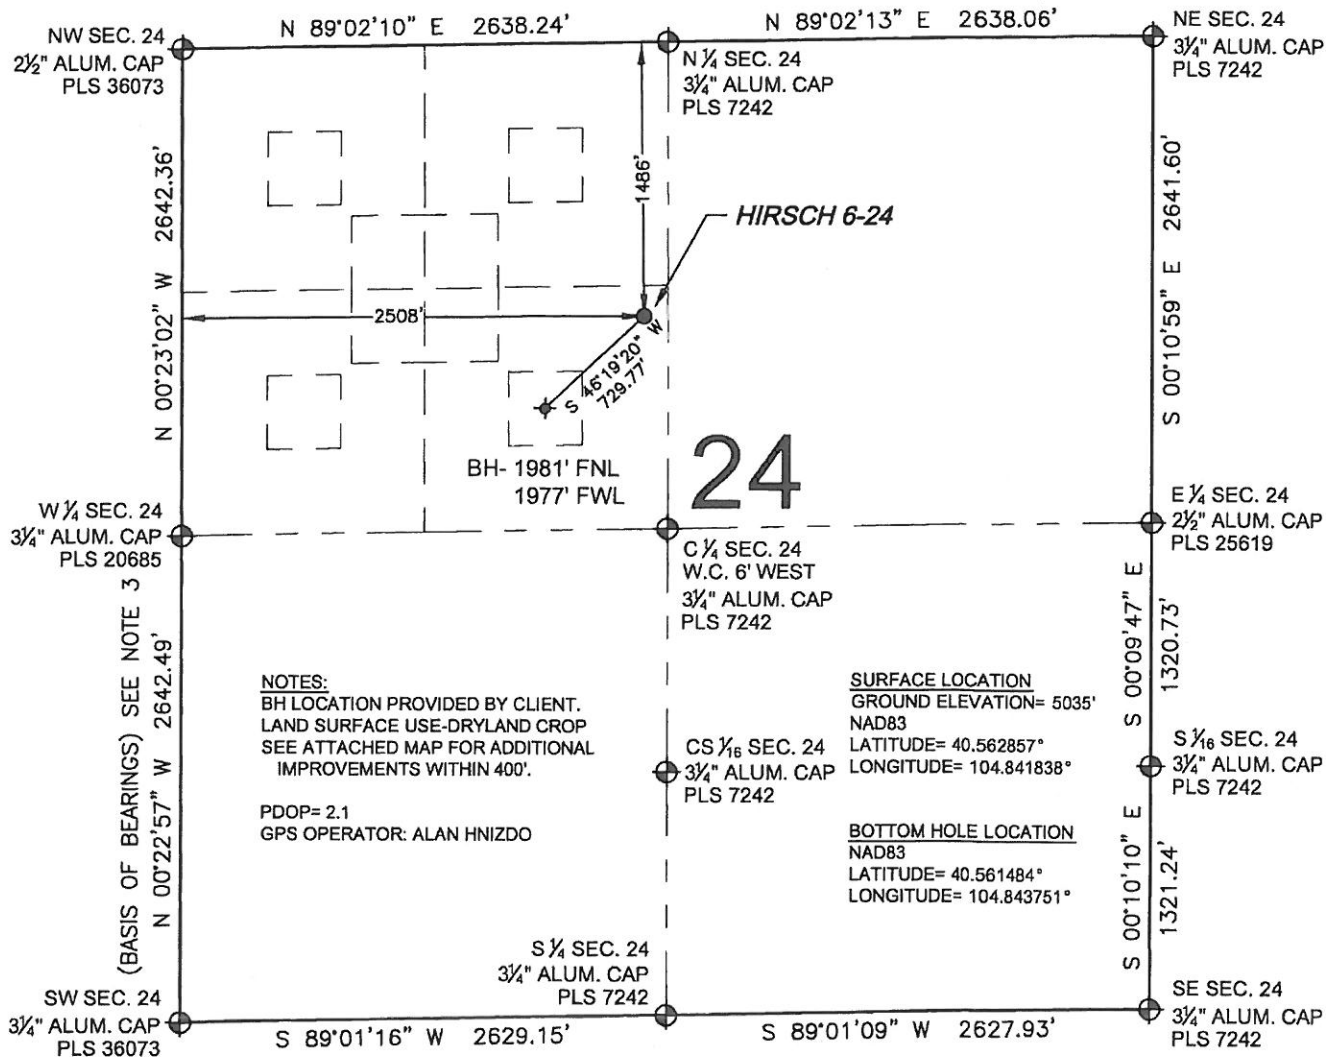 N 89°02'10" E 2638.24'
N 89°02'13" E 2638.06'
NW SEC. 24
2½" ALUM. CAP
PLS 36073
N ¼ SEC. 24
3¼" ALUM. CAP
PLS 7242
NE SEC. 24
3¼" ALUM. CAP
PLS 7242
N 00°23'02" W 2642.36'
1486'
HIRSCH 6-24
S 00°10'59" E 2641.60'
2508'
S 46°19'20" W
729.77'
BH- 1981' FNL
1977' FWL
24
W ¼ SEC. 24
3¼" ALUM. CAP
PLS 20685
C ¼ SEC. 24
W.C. 6' WEST
3¼" ALUM. CAP
PLS 7242
E ¼ SEC. 24
2½" ALUM. CAP
PLS 25619
(BASIS OF BEARINGS) SEE NOTE 3
N 00°22'57" W 2642.49'
NOTES:
BH LOCATION PROVIDED BY CLIENT.
LAND SURFACE USE-DRYLAND CROP
SEE ATTACHED MAP FOR ADDITIONAL
IMPROVEMENTS WITHIN 400'.
PDOP= 2.1
GPS OPERATOR: ALAN HNIZDO
CS 1/16 SEC. 24
3¼" ALUM. CAP
PLS 7242
SURFACE LOCATION
GROUND ELEVATION= 5035'
NAD83
LATITUDE= 40.562857°
LONGITUDE= 104.841838°
BOTTOM HOLE LOCATION
NAD83
LATITUDE= 40.561484°
LONGITUDE= 104.843751°
S 00°09'47" E
1320.73'
S 1/16 SEC. 24
3¼" ALUM. CAP
PLS 7242
S 00°10'10" E
1321.24'
SW SEC. 24
3¼" ALUM. CAP
PLS 36073
S ¼ SEC. 24
3¼" ALUM. CAP
PLS 7242
SE SEC. 24
3¼" ALUM. CAP
PLS 7242
S 89°01'16" W 2629.15'
S 89°01'09" W 2627.93'